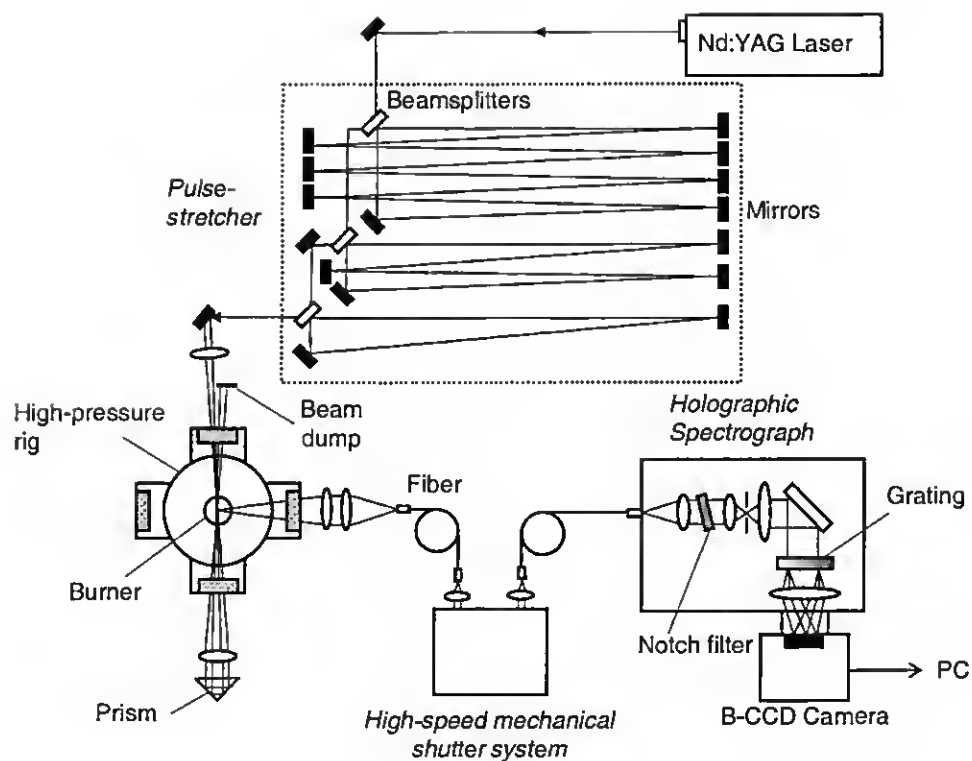 Nd:YAG Laser
Beamsplitters
Pulse-
stretcher
Mirrors
High-pressure
rig
Beam
dump
Holographic
Spectrograph
Fiber
Grating
Burner
Notch filter
PC
Prism
B-CCD Camera
High-speed mechanical
shutter system